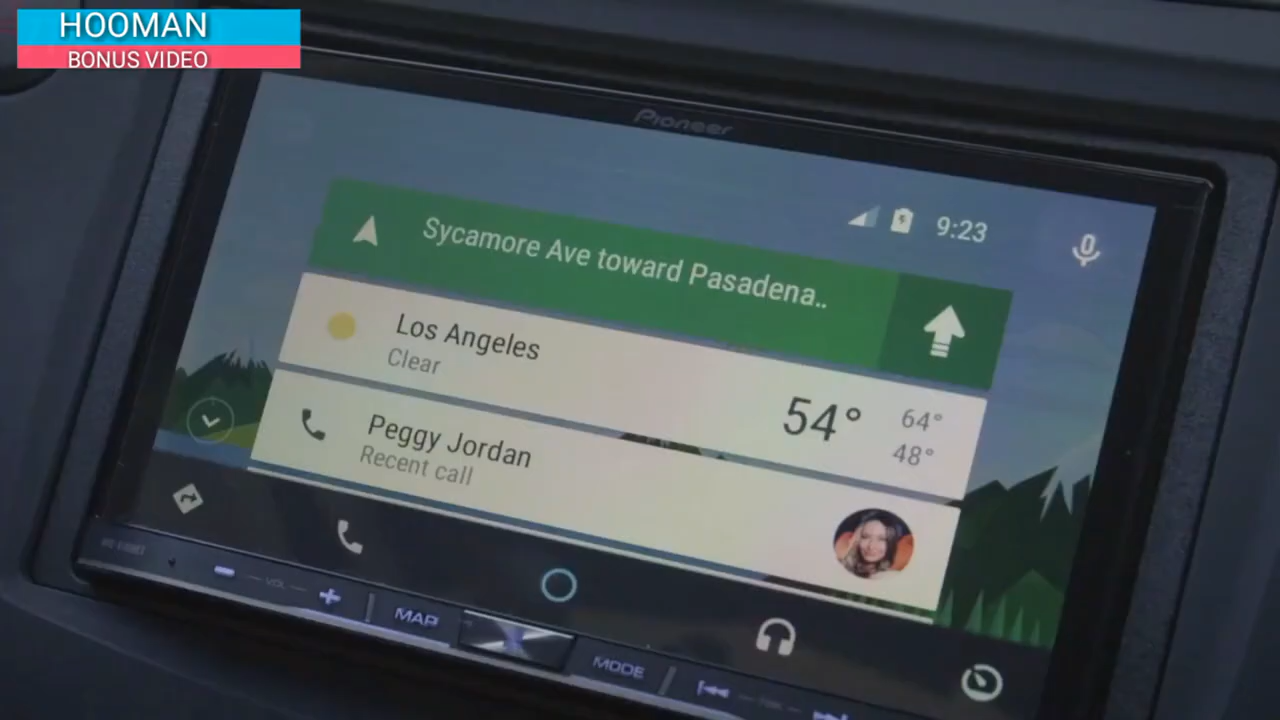 HOOMAN
BONUS VIDEO
Pioneer
9:23
Sycamore Ave toward Pasadena..
Los Angeles
Clear
54° 64°
48°
Peggy Jordan
Recent call
VOL
MAP
MODE